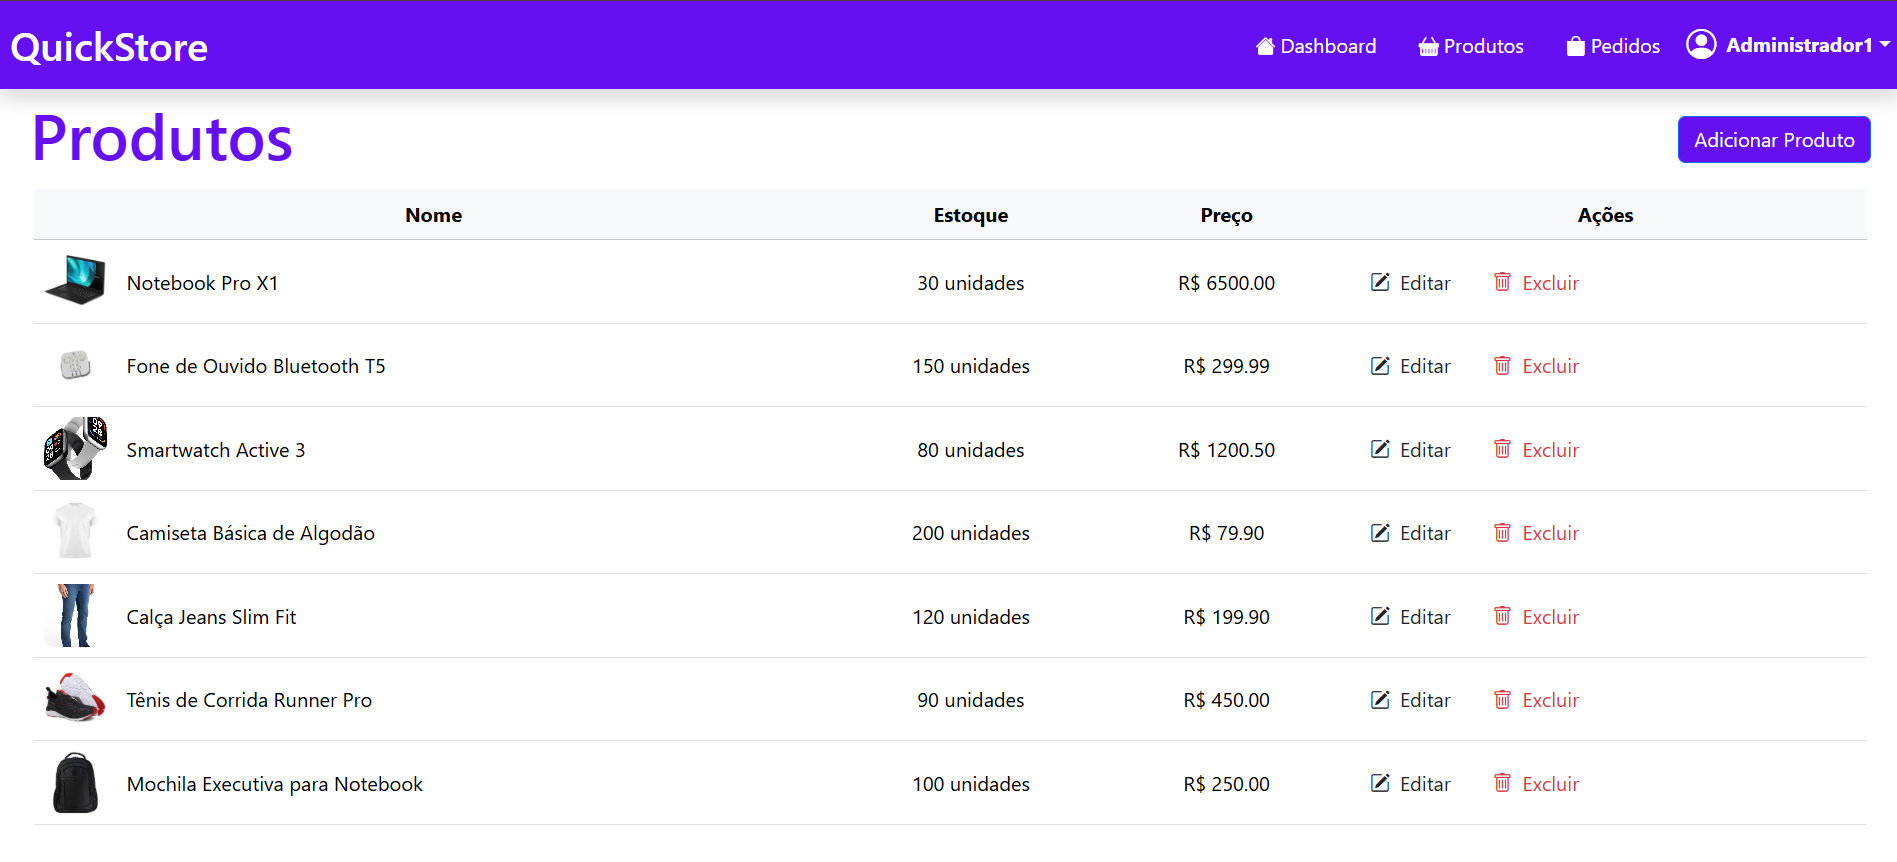 QuickStore Dashboard Produtos Pedidos Administrador1
Produtos Adicionar Produto
Nome Estoque Preço Ações
Notebook Pro X1 30 unidades R$ 6500.00 Editar Excluir
Fone de Ouvido Bluetooth T5 150 unidades R$ 299.99 Editar Excluir
Smartwatch Active 3 80 unidades R$ 1200.50 Editar Excluir
Camiseta Básica de Algodão 200 unidades R$ 79.90 Editar Excluir
Calça Jeans Slim Fit 120 unidades R$ 199.90 Editar Excluir
Tênis de Corrida Runner Pro 90 unidades R$ 450.00 Editar Excluir
Mochila Executiva para Notebook 100 unidades R$ 250.00 Editar Excluir